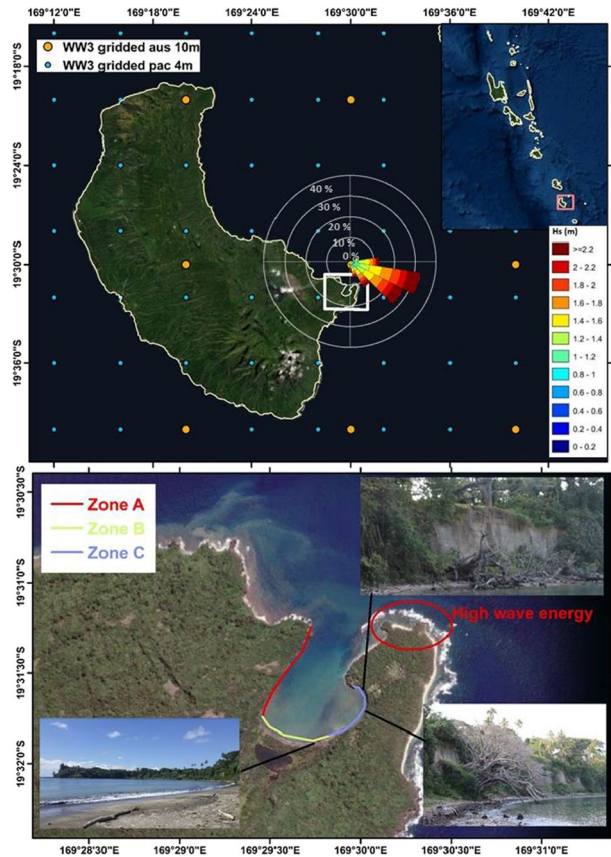 169°12'0"E 169°18'0"E 169°24'0"E 169°30'0"E 169°36'0"E 169°42'0"E
WW3 gridded aus 10m
WW3 gridded pac 4m
19°18'0"S
19°24'0"S
19°30'0"S
19°36'0"S
40 %
30 %
20 %
10 %
0 %
Hs (m)
>=2.2
2 - 2.2
1.8 - 2
1.6 - 1.8
1.4 - 1.6
1.2 - 1.4
1 - 1.2
0.8 - 1
0.6 - 0.8
0.4 - 0.6
0.2 - 0.4
0 - 0.2
Zone A
Zone B
Zone C
High wave energy
19°30'30"S
19°31'0"S
19°31'30"S
19°32'0"S
169°28'30"E 169°29'0"E 169°29'30"E 169°30'0"E 169°30'30"E 169°31'0"E